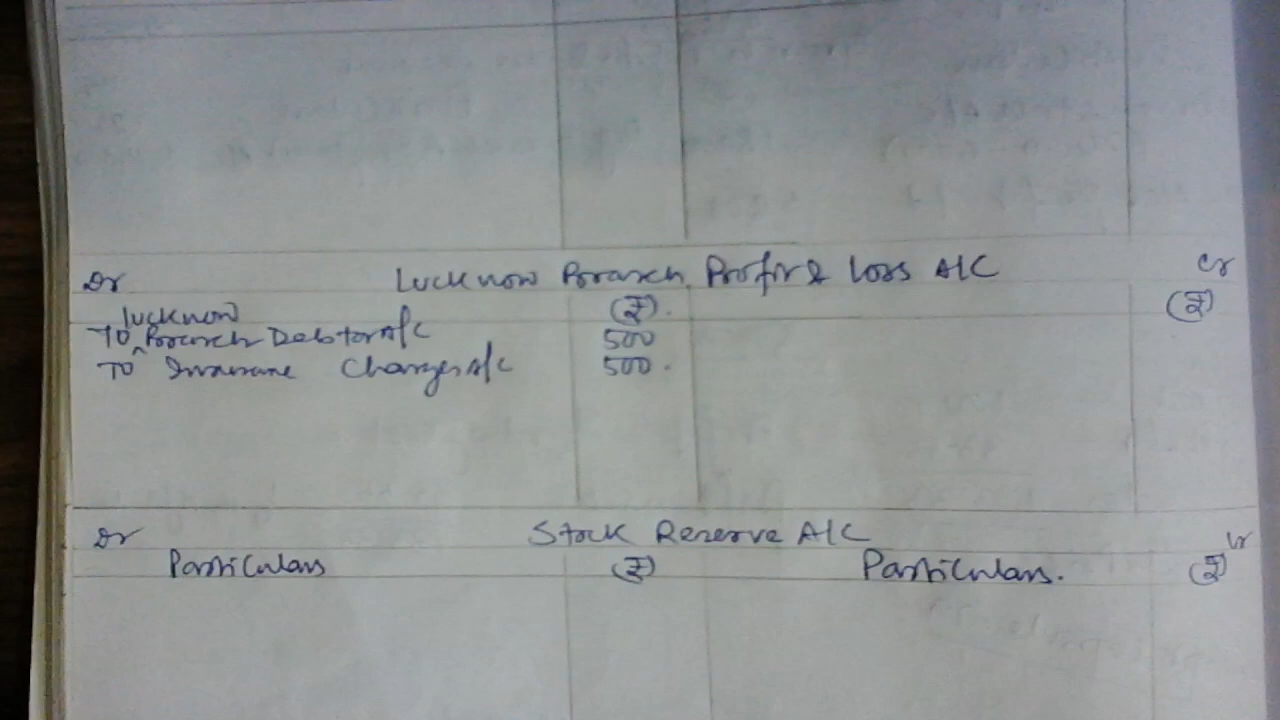 Dr Lucknow Branch Profit & Loss A/C Cr
(₹). (₹)
lucknow
To ^ Branch Debtor A/c 500
To Insurance Charges A/c 500.
Dr Stock Reserve A/C Cr
Particulars (₹) Particulars. (₹)